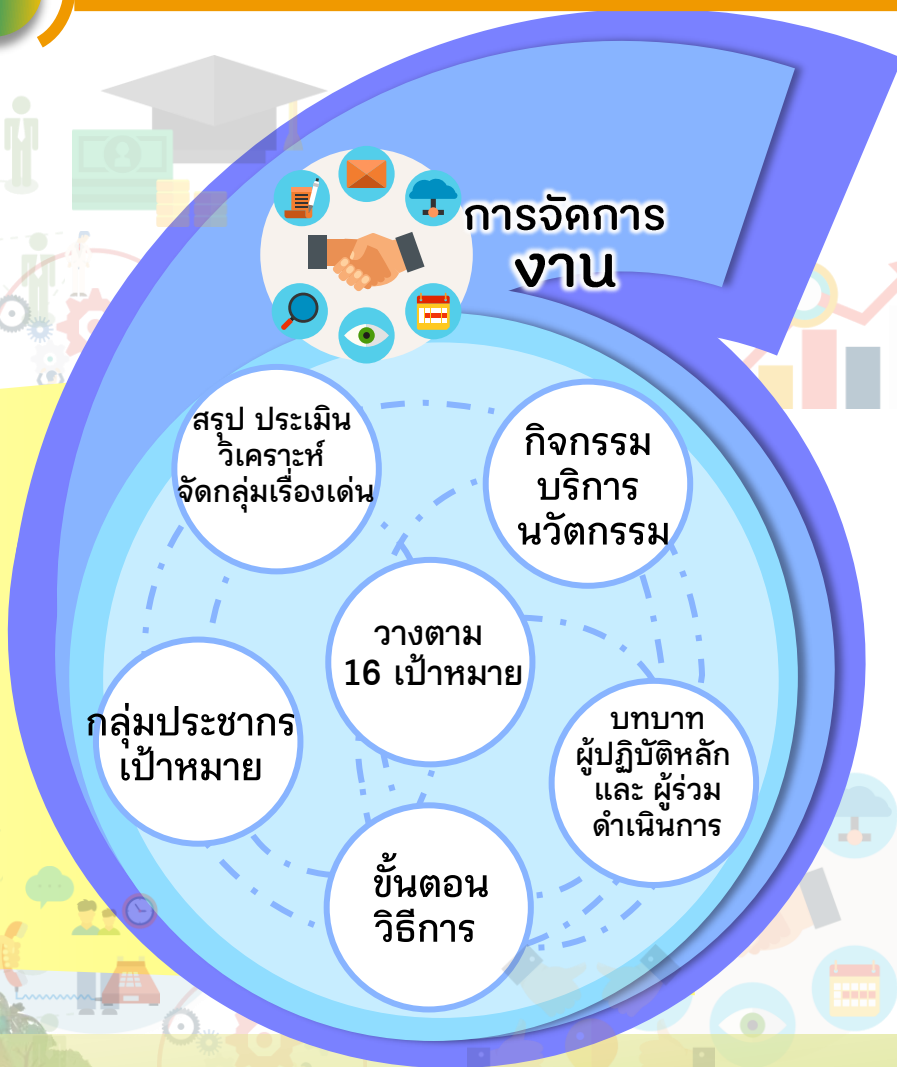 การจัดการ
งาน
สรุป ประเมิน
วิเคราะห์
จัดกลุ่มเรื่องเด่น
กิจกรรม
บริการ
นวัตกรรม
วางตาม
16 เป้าหมาย
กลุ่มประชากร
เป้าหมาย
บทบาท
ผู้ปฏิบัติหลัก
และ ผู้ร่วม
ดำเนินการ
ขั้นตอน
วิธีการ